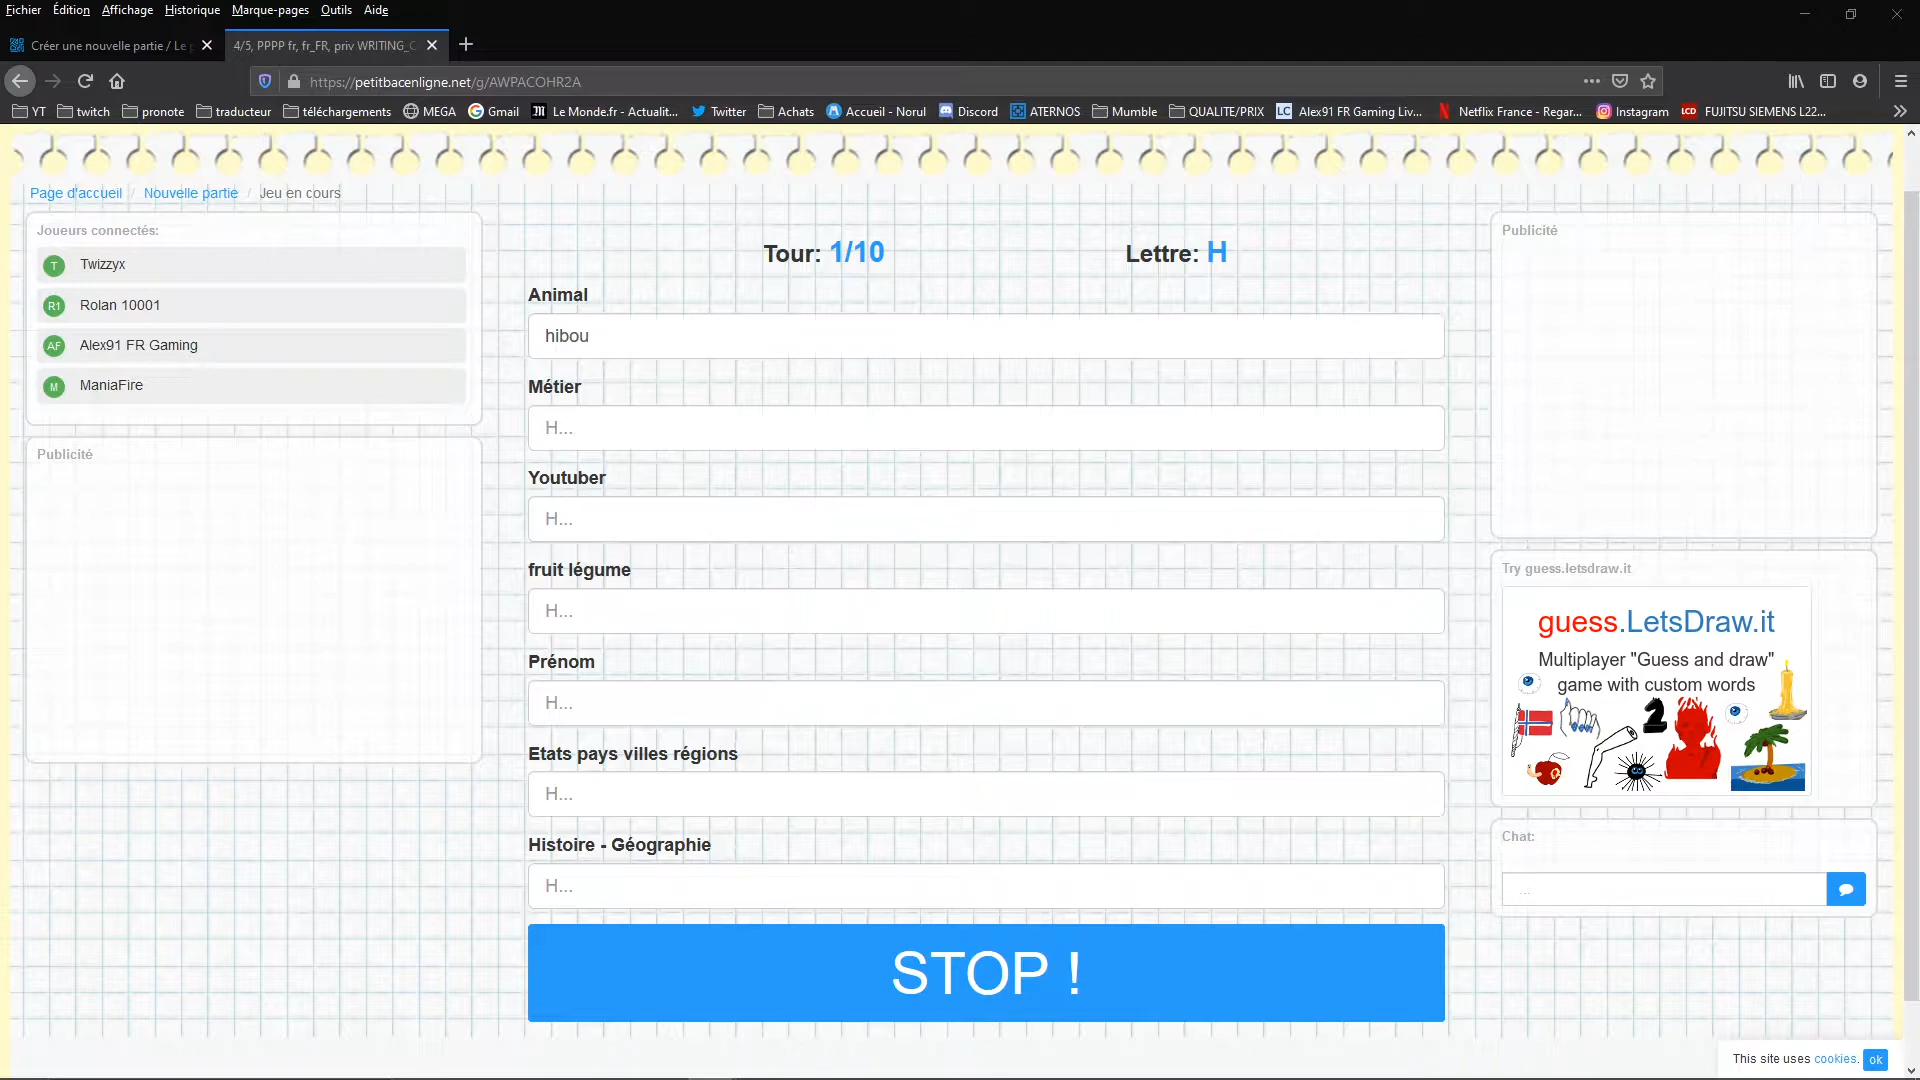 Fichier Édition Affichage Historique Marque-pages Outils Aide
Créer une nouvelle partie / Le p
4/5, PPPP fr, fr_FR, priv WRITING_C
https://petitbacenligne.net/g/AWPACOHR2A
YT twitch pronote traducteur téléchargements MEGA Gmail Le Monde.fr - Actualit... Twitter Achats Accueil - Norul Discord ATERNOS Mumble QUALITE/PRIX LC Alex91 FR Gaming Liv... Netflix France - Regar... Instagram LCD FUJITSU SIEMENS L22...
Page d'accueil / Nouvelle partie / Jeu en cours
Joueurs connectés:
T Twizzyx
R1 Rolan 10001
AF Alex91 FR Gaming
M ManiaFire
Publicité
Tour: 1/10
Lettre: H
Animal
hibou
Métier
H...
Youtuber
H...
fruit légume
H...
Prénom
H...
Etats pays villes régions
H...
Histoire - Géographie
H...
STOP !
Publicité
Try guess.letsdraw.it
guess.LetsDraw.it
Multiplayer "Guess and draw"
game with custom words
Chat:
...
This site uses cookies. ok